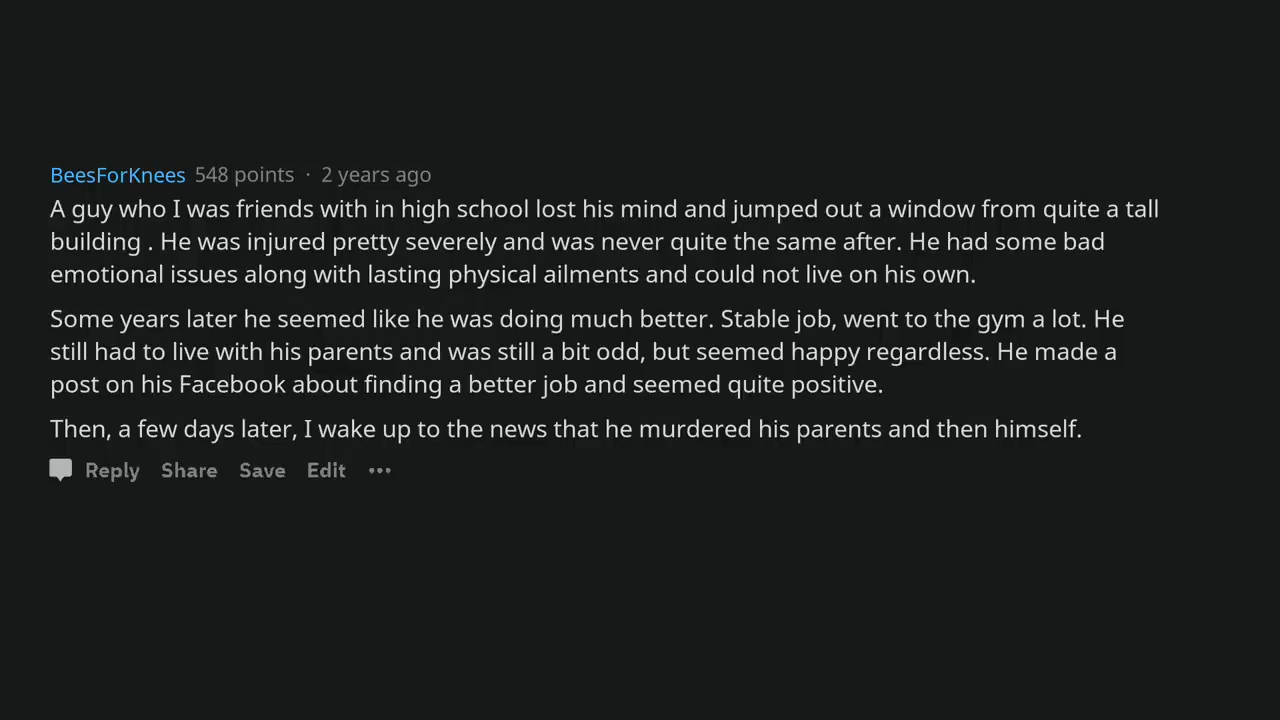 BeesForKnees 548 points · 2 years ago
A guy who I was friends with in high school lost his mind and jumped out a window from quite a tall
building . He was injured pretty severely and was never quite the same after. He had some bad
emotional issues along with lasting physical ailments and could not live on his own.
Some years later he seemed like he was doing much better. Stable job, went to the gym a lot. He
still had to live with his parents and was still a bit odd, but seemed happy regardless. He made a
post on his Facebook about finding a better job and seemed quite positive.
Then, a few days later, I wake up to the news that he murdered his parents and then himself.
Reply Share Save Edit •••